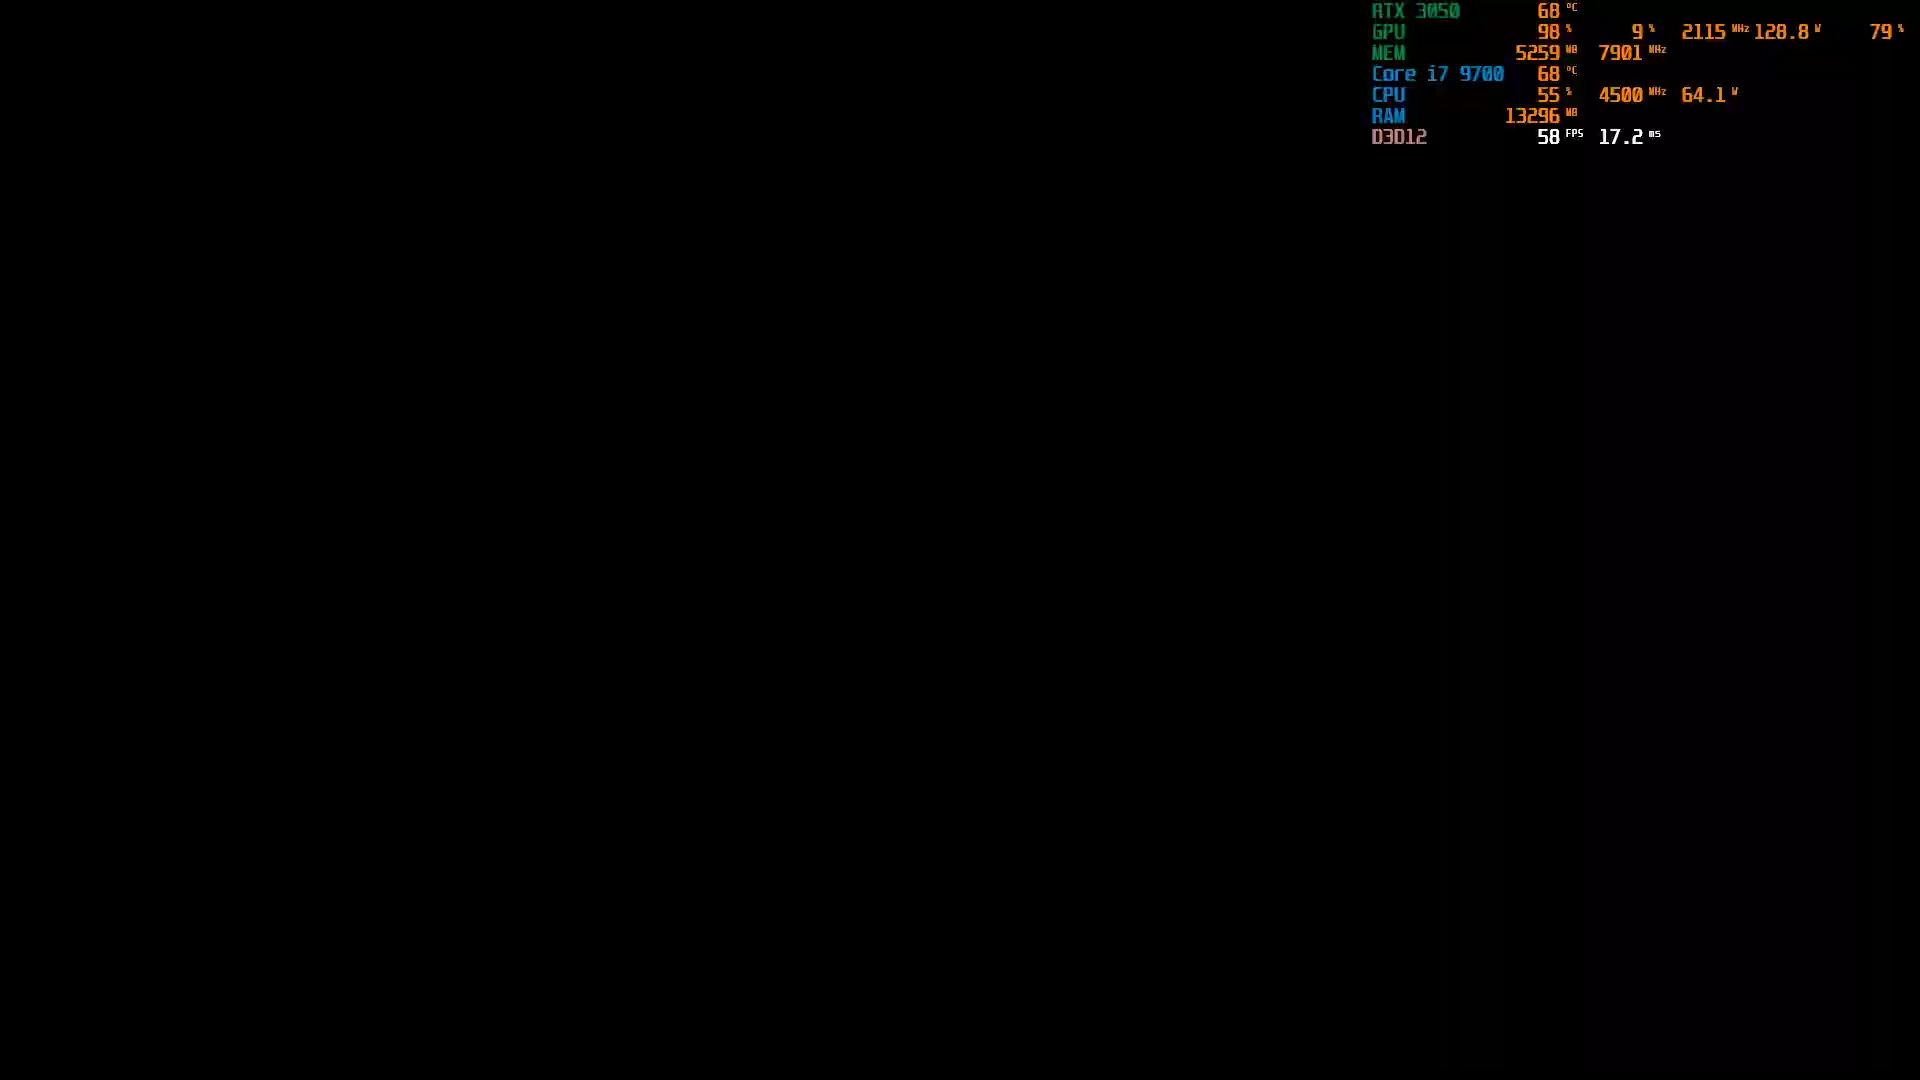 RTX 3050 68 °C
GPU 98 % 9 % 2115 MHz 128.8 W 79 %
MEM 5259 MB 7901 MHz
Core i7 9700 68 °C
CPU 55 % 4500 MHz 64.1 W
RAM 13296 MB
D3D12 58 FPS 17.2 ms